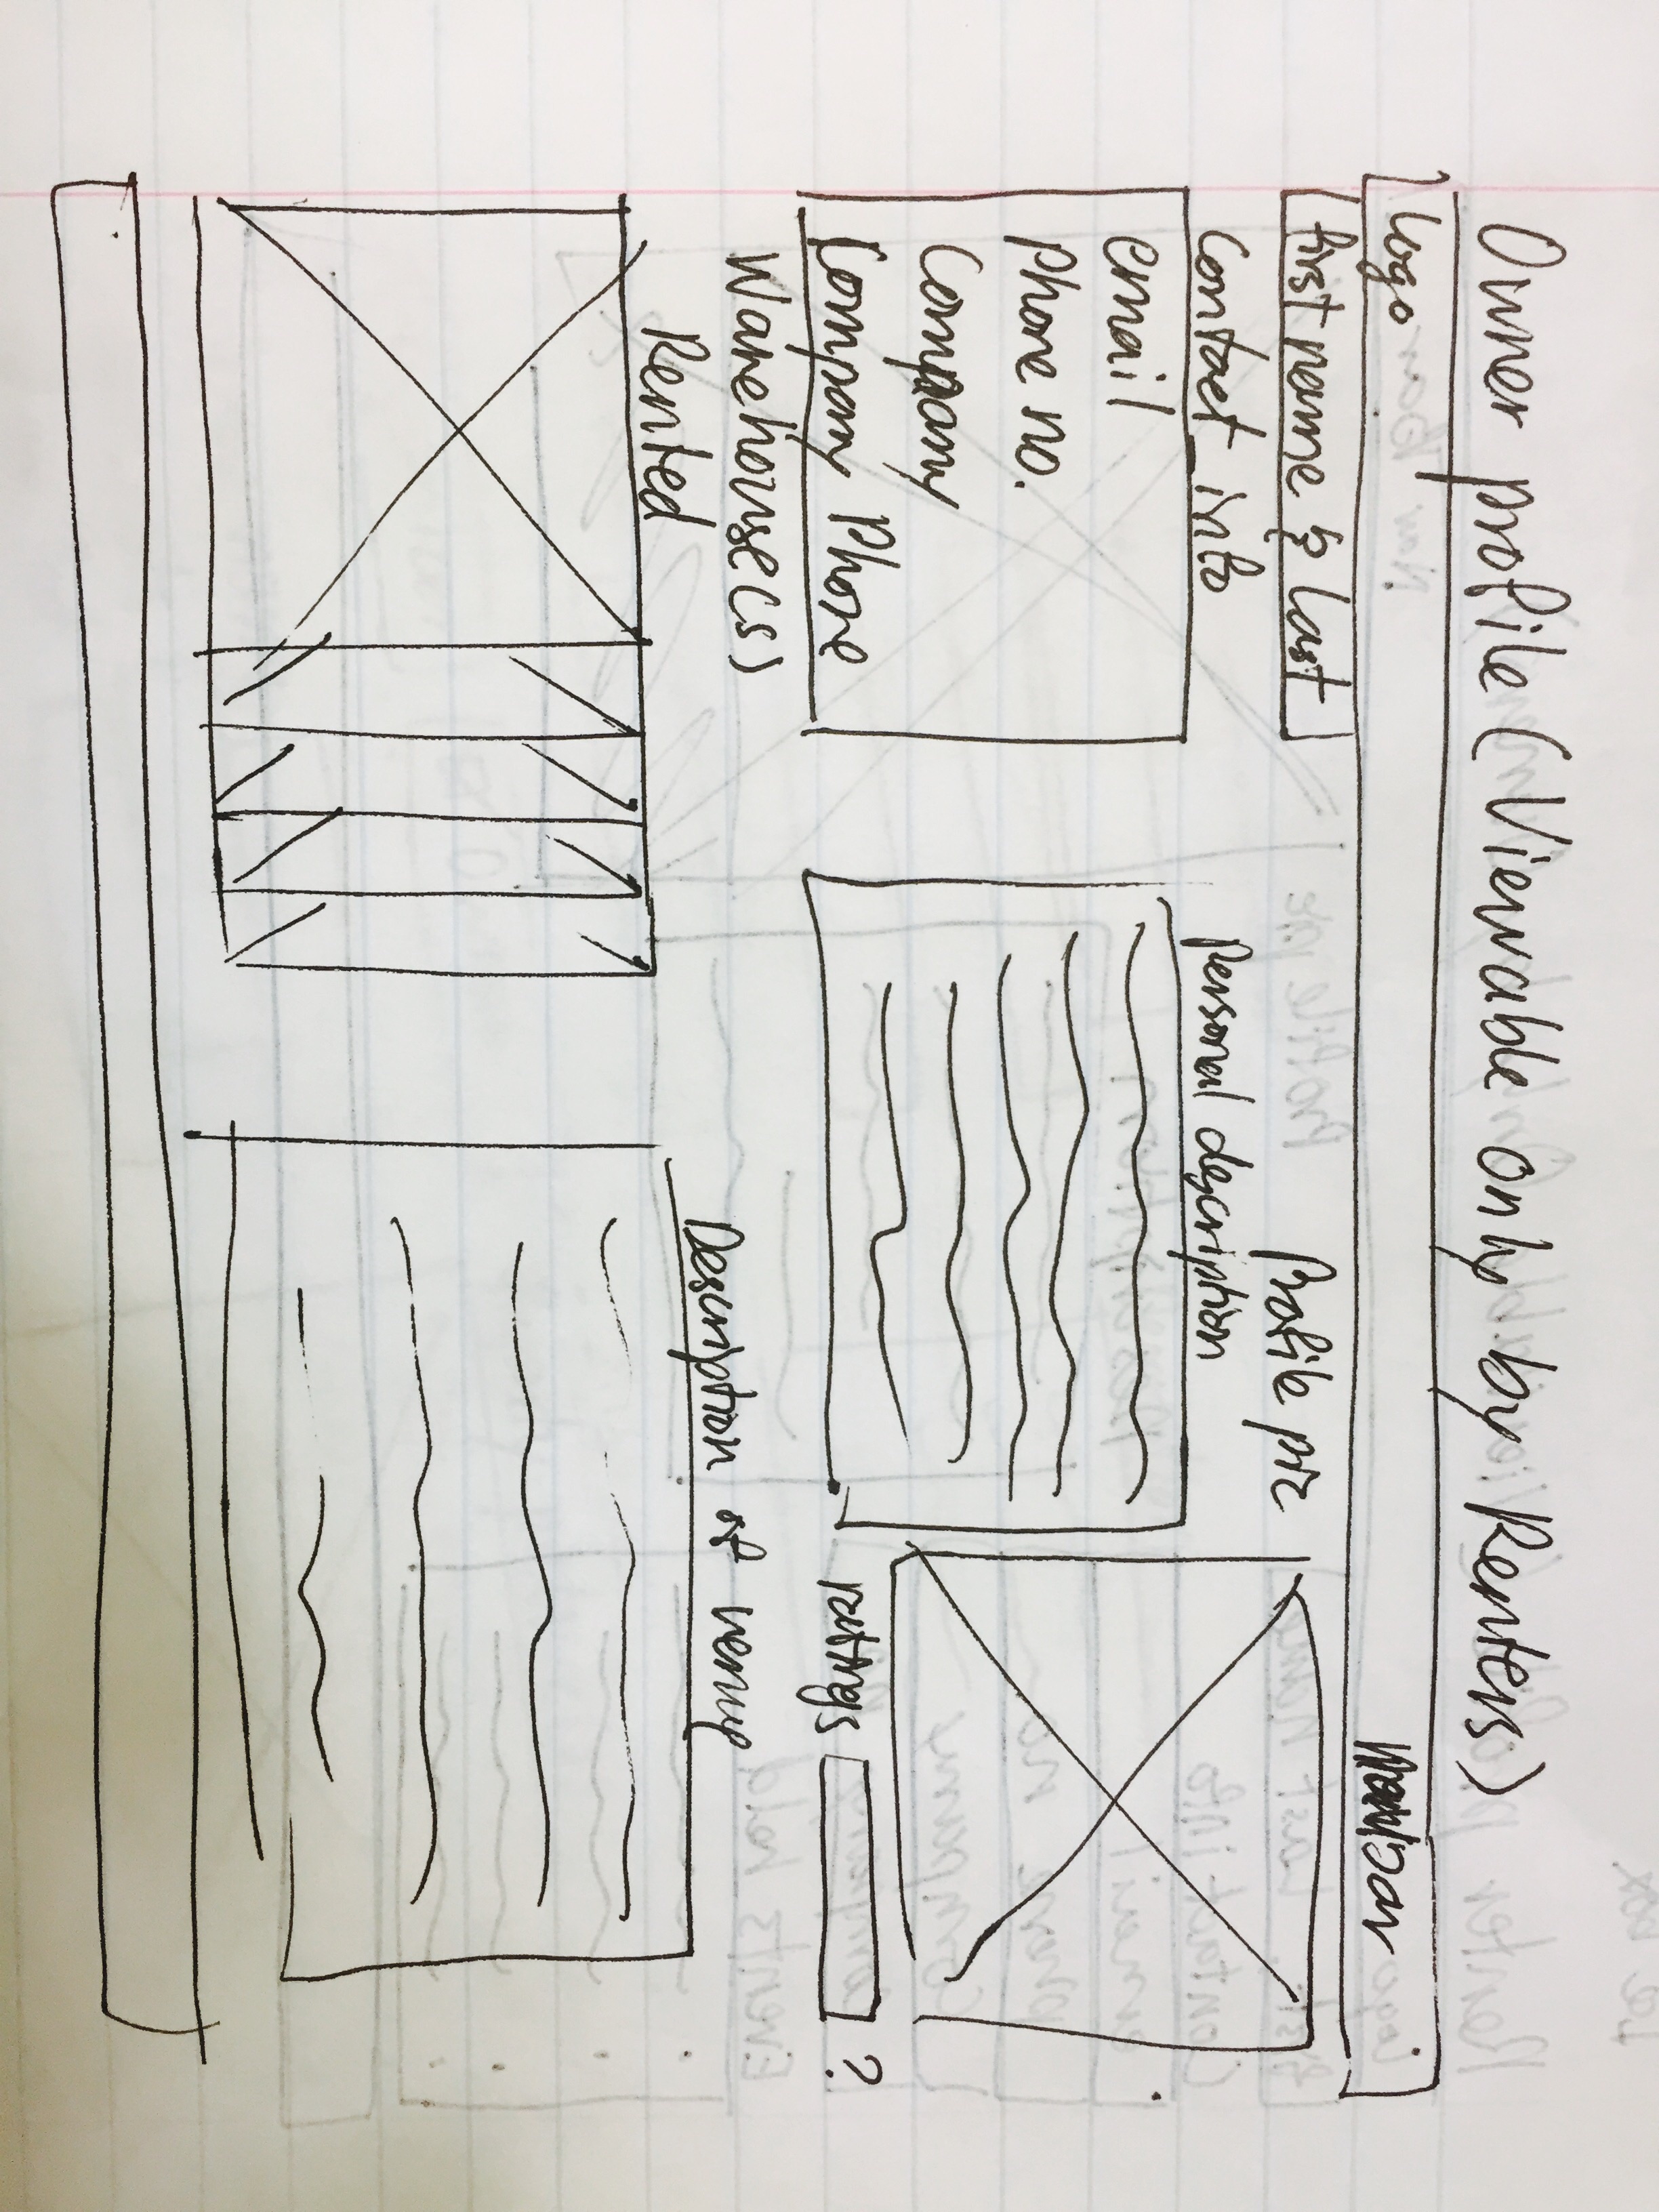 Owner profile (Viewable only by Renters)
Logo
first name & last
Profile pic
Contact info
Personal description
email
Phone no.
Company
Company Phone
ratings
?
Warehouse(s)
Rented
Description of venue